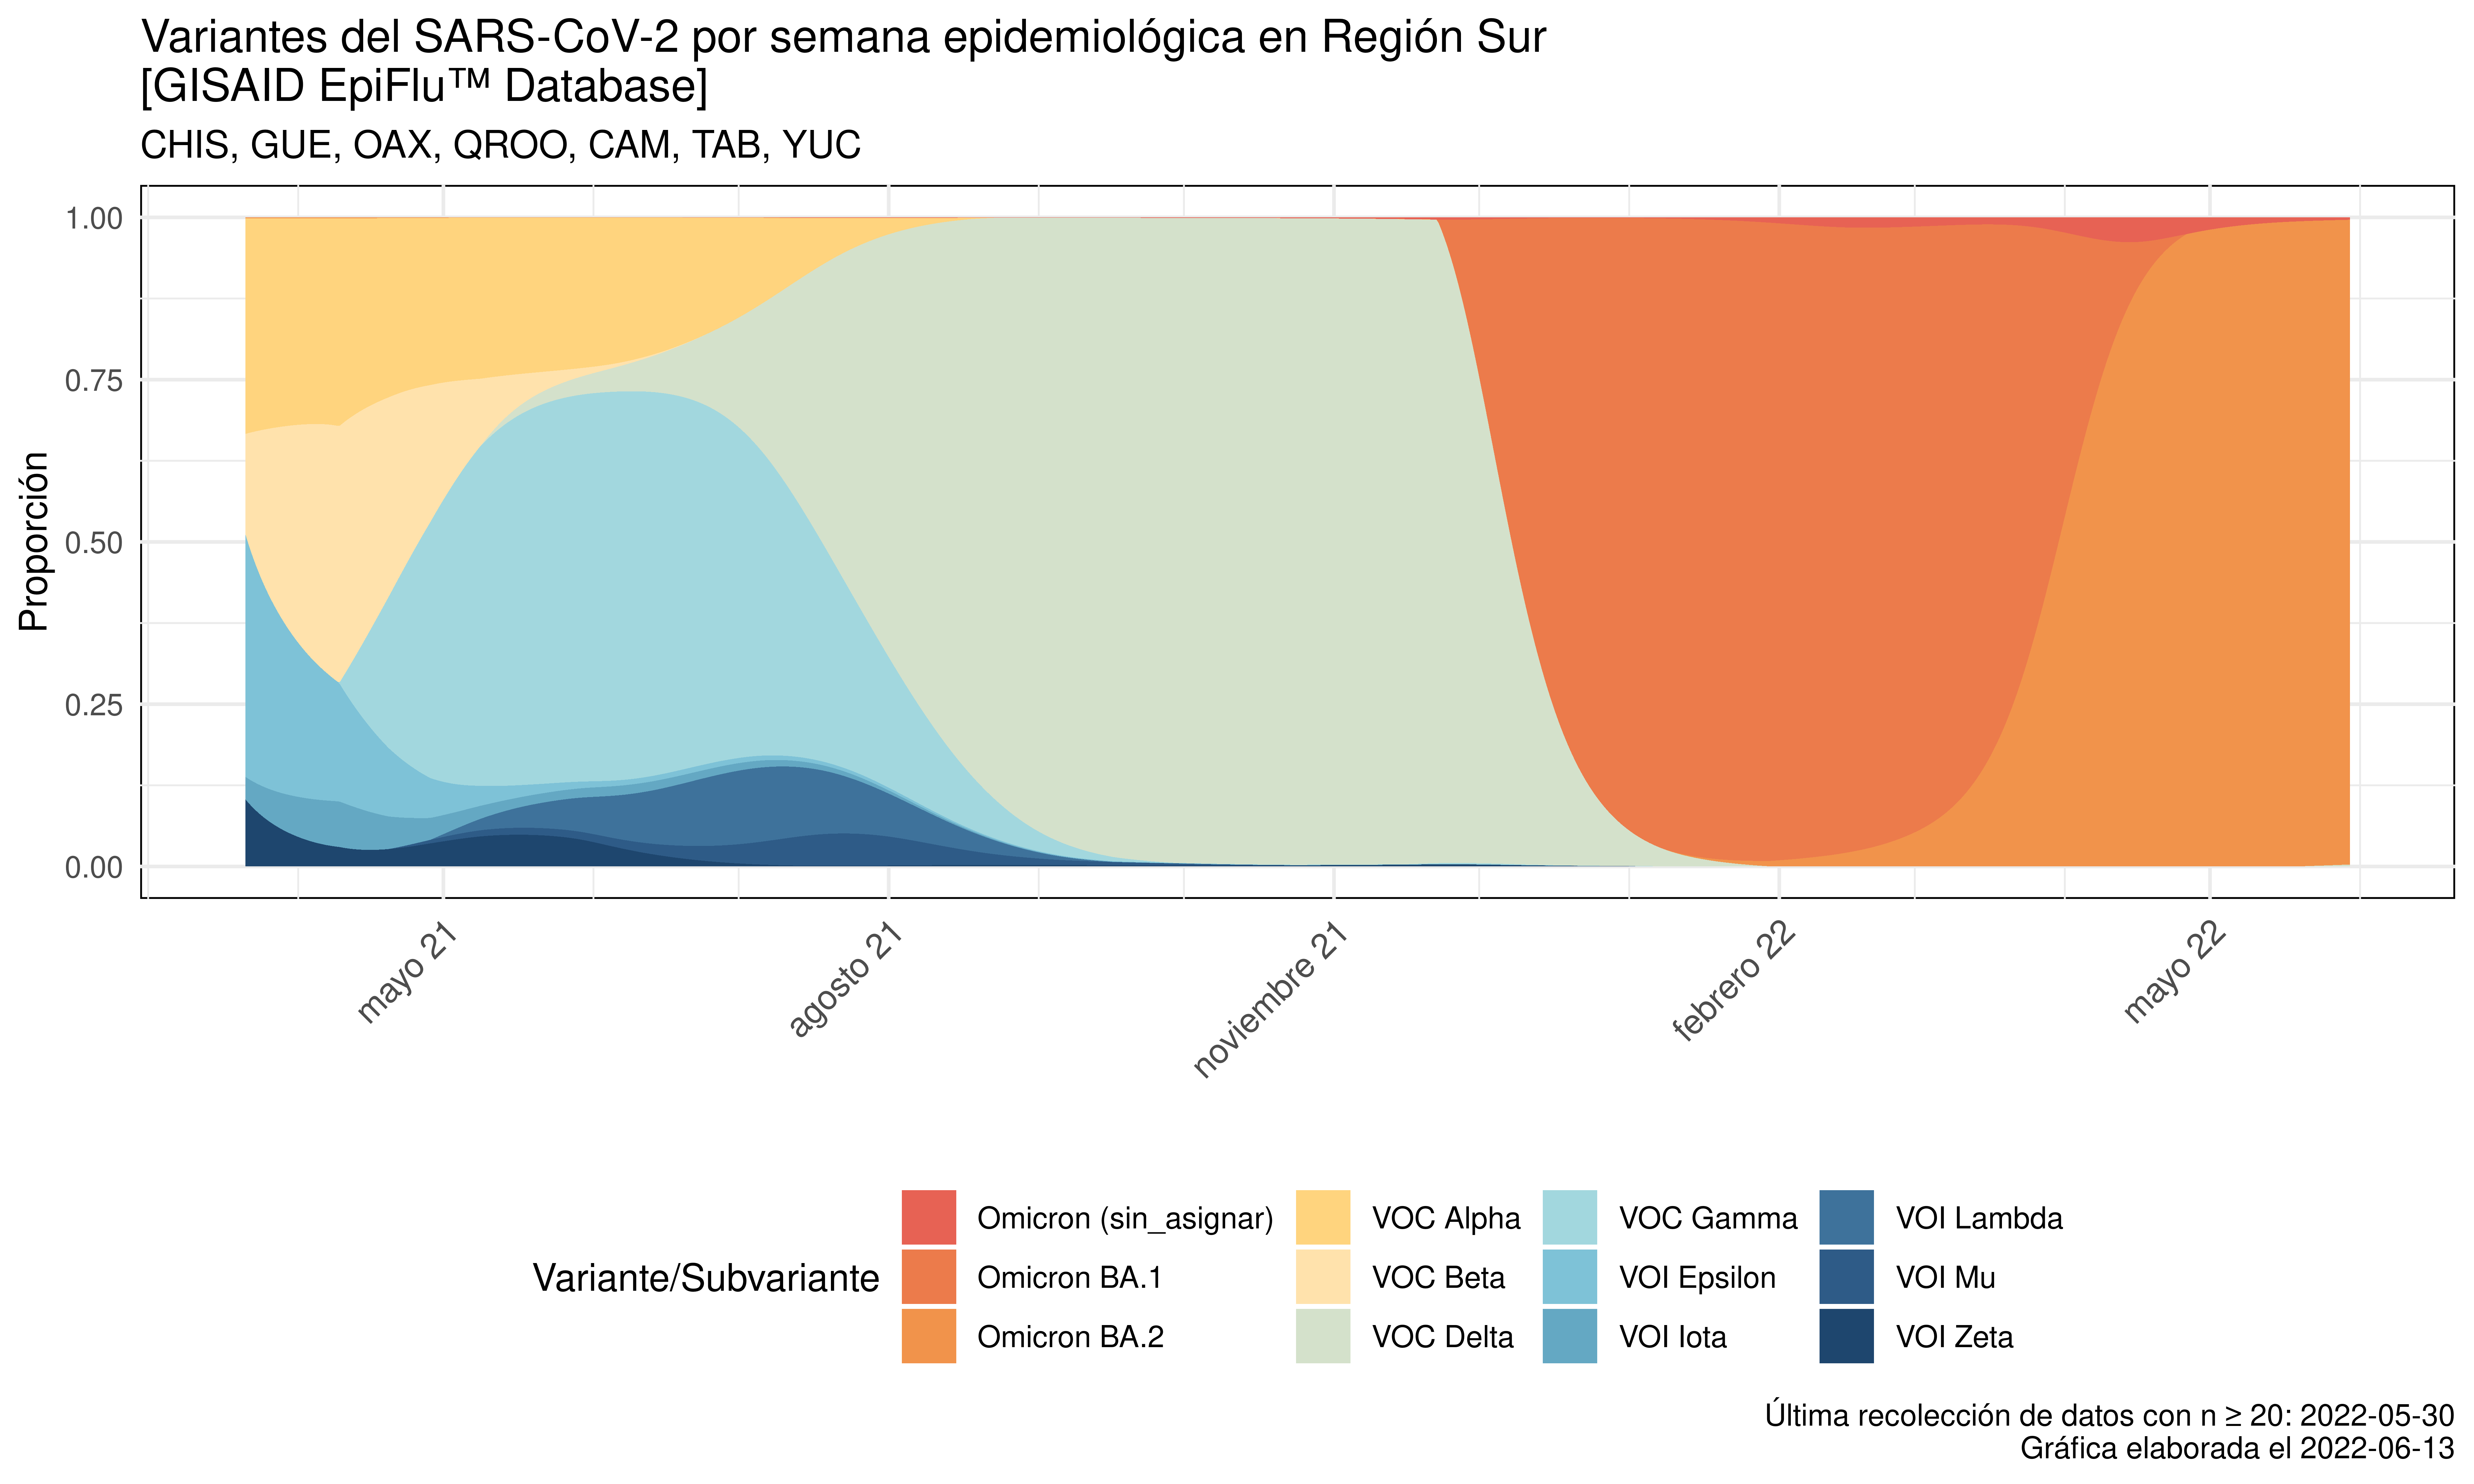 Variantes del SARS-CoV-2 por semana epidemiológica en Región Sur
[GISAID EpiFlu™ Database]
CHIS, GUE, OAX, QROO, CAM, TAB, YUC
Proporción
1.00
0.75
0.50
0.25
0.00
mayo 21
agosto 21
noviembre 21
febrero 22
mayo 22
Variante/Subvariante
Omicron (sin_asignar)
Omicron BA.1
Omicron BA.2
VOC Alpha
VOC Beta
VOC Delta
VOC Gamma
VOI Epsilon
VOI Iota
VOI Lambda
VOI Mu
VOI Zeta
Última recolección de datos con n ≥ 20: 2022-05-30
Gráfica elaborada el 2022-06-13